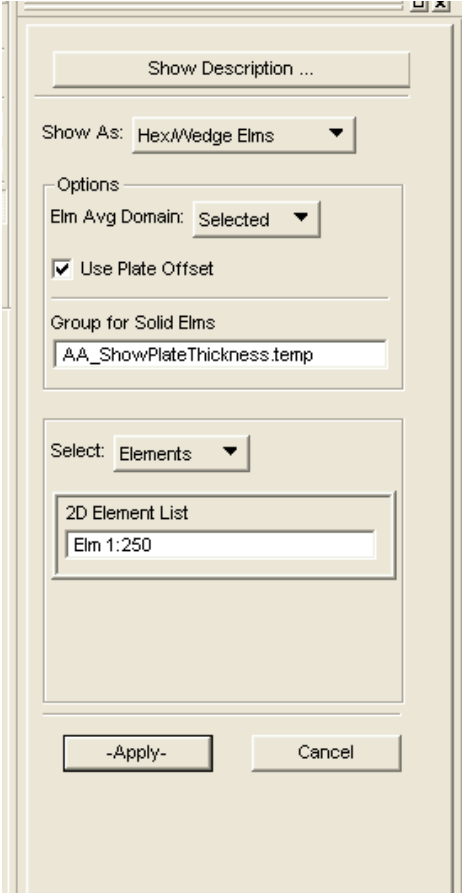 Show Description ...
Show As: Hex/Wedge Elms
Options
Elm Avg Domain: Selected
Use Plate Offset
Group for Solid Elms
AA_ShowPlateThickness.temp
Select: Elements
2D Element List
Elm 1:250
-Apply- Cancel